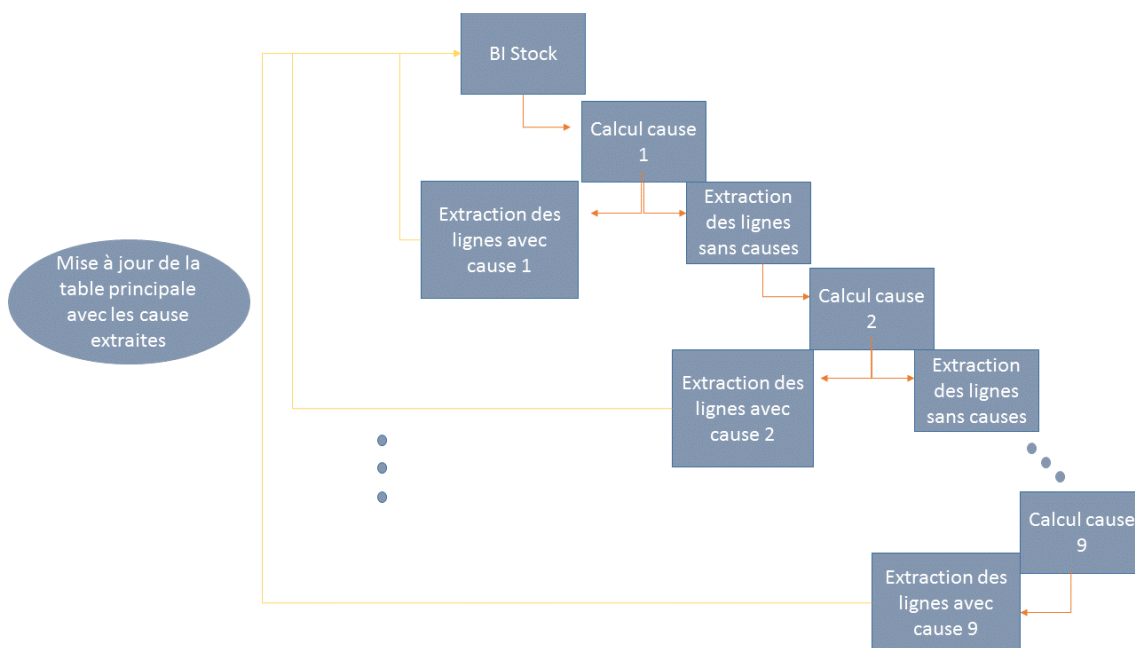 BI Stock
Calcul cause
1
Extraction des
lignes avec
cause 1
Extraction
des lignes
sans causes
Mise à jour de la
table principale
avec les cause
extraites
Calcul cause
2
Extraction des
lignes avec
cause 2
Extraction
des lignes
sans causes
Calcul cause
9
Extraction des
lignes avec
cause 9